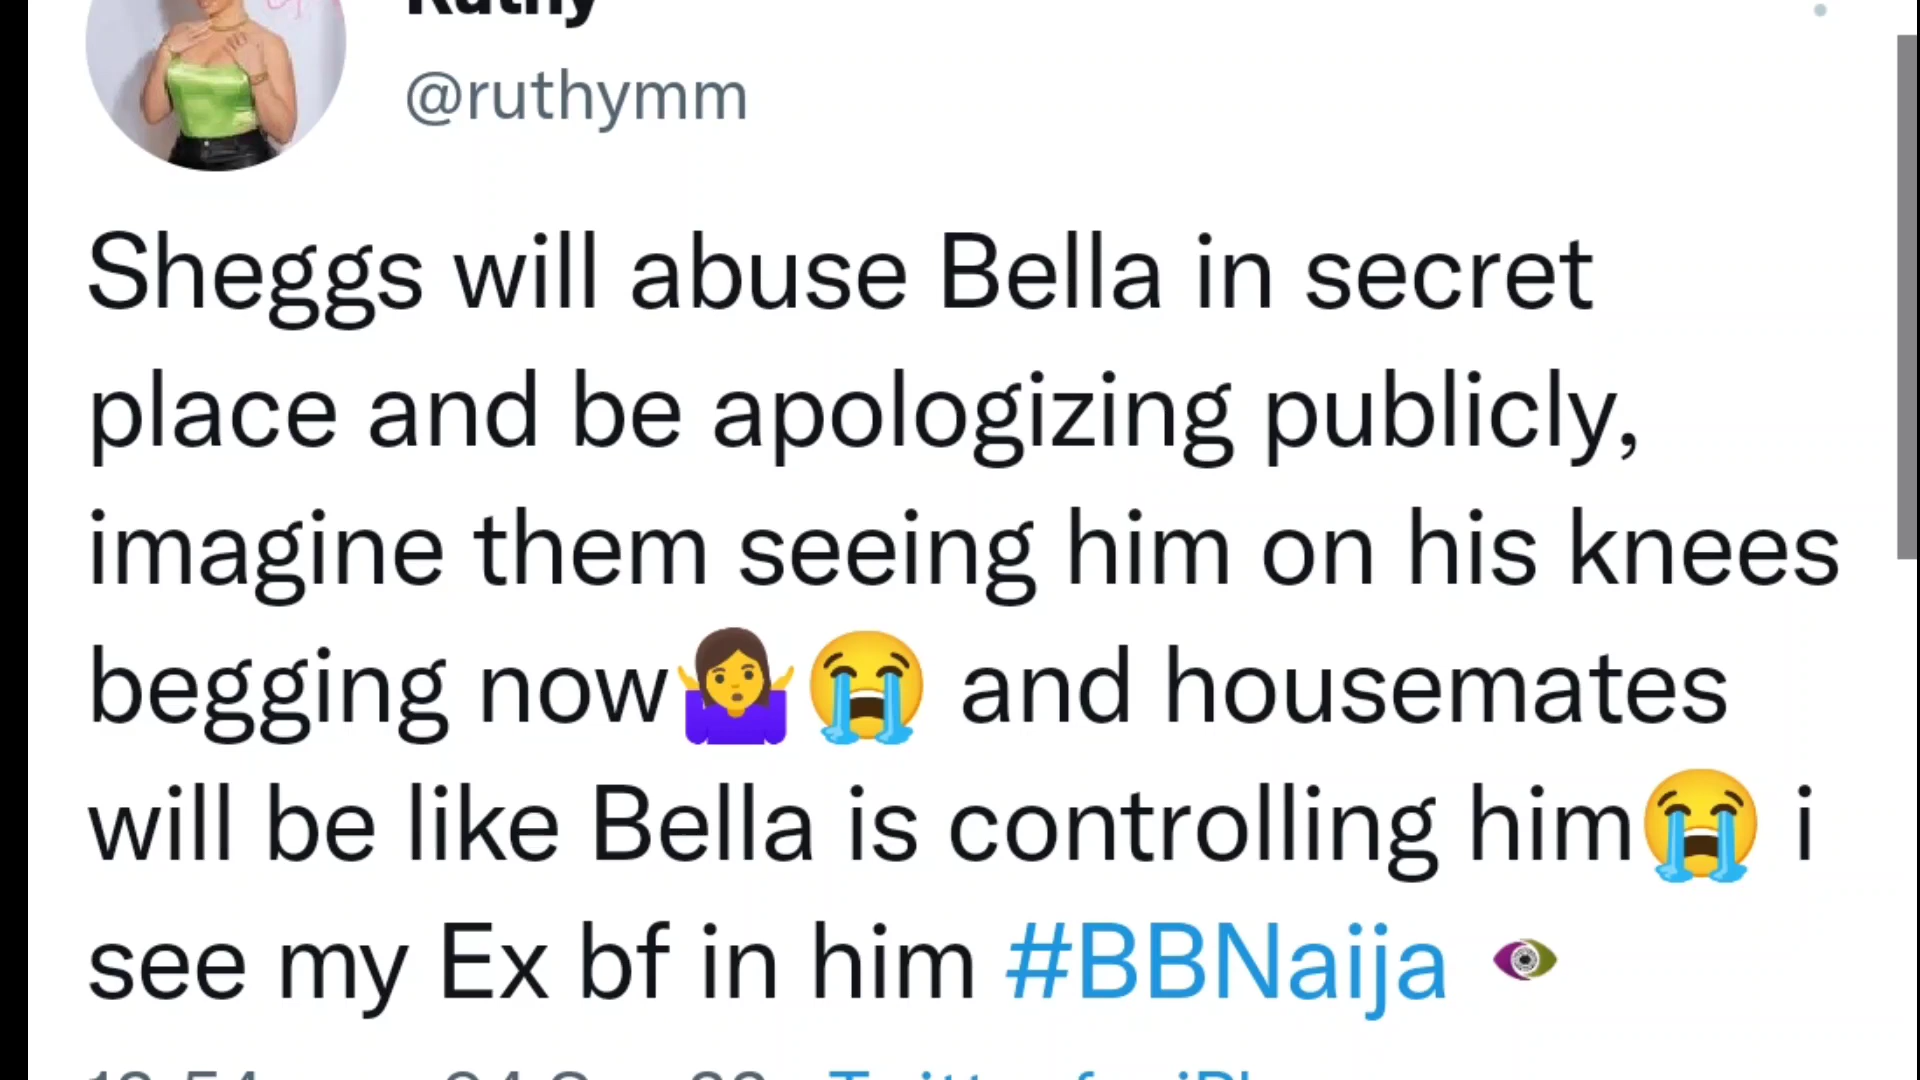 Ruthy
@ruthymm
Sheggs will abuse Bella in secret
place and be apologizing publicly,
imagine them seeing him on his knees
begging now🤷‍♀️😭 and housemates
will be like Bella is controlling him😭 i
see my Ex bf in him #BBNaija